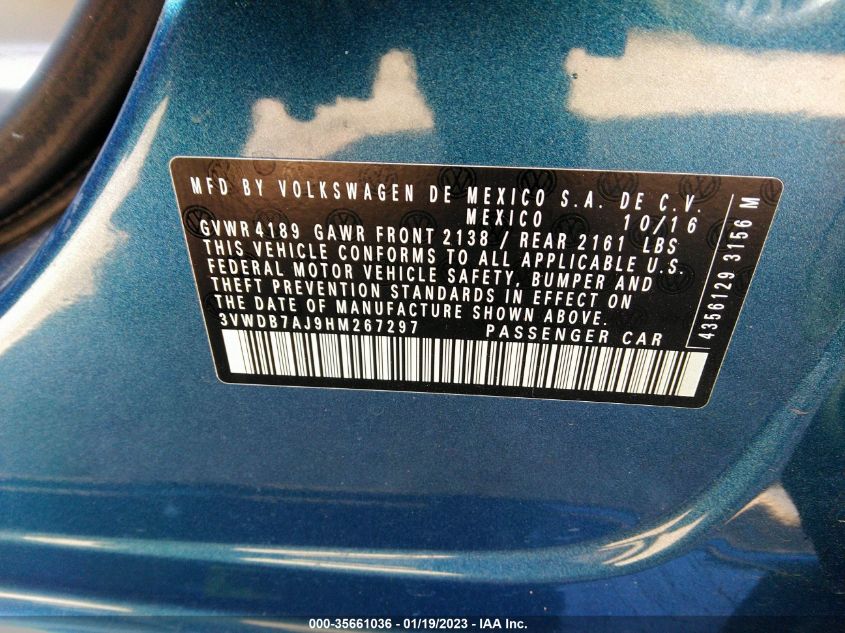 MFD BY VOLKSWAGEN DE MEXICO S.A. DE C.V.
MEXICO 10/16
GVWR 4189 GAWR FRONT 2138 / REAR 2161 LBS
THIS VEHICLE CONFORMS TO ALL APPLICABLE U.S.
FEDERAL MOTOR VEHICLE SAFETY, BUMPER AND
THEFT PREVENTION STANDARDS IN EFFECT ON
THE DATE OF MANUFACTURE SHOWN ABOVE.
3VWDB7AJ9HM267297 PASSENGER CAR
4356129 3156 M
000-35661036 - 01/19/2023 - IAA Inc.